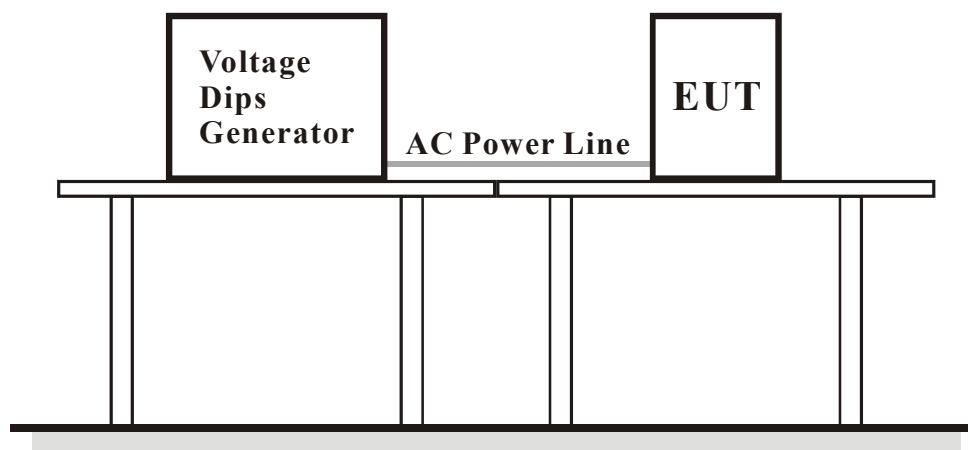 Voltage
Dips
Generator
EUT
AC Power Line